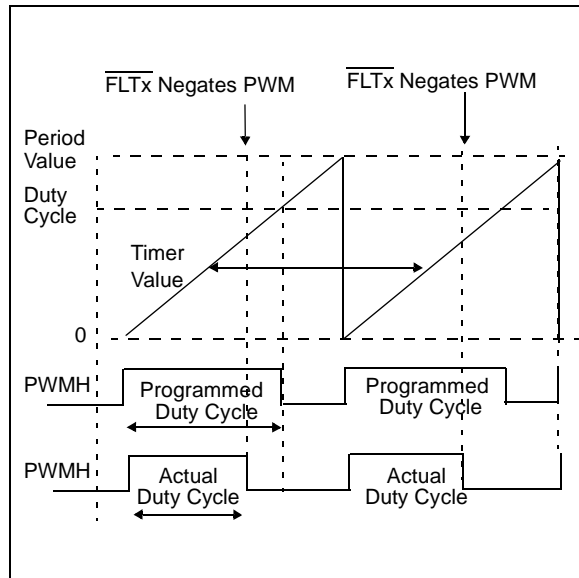 FLTx Negates PWM
FLTx Negates PWM
Period
Value
Duty
Cycle
Timer
Value
0
PWMH
Programmed
Duty Cycle
Programmed
Duty Cycle
PWMH
Actual
Duty Cycle
Actual
Duty Cycle